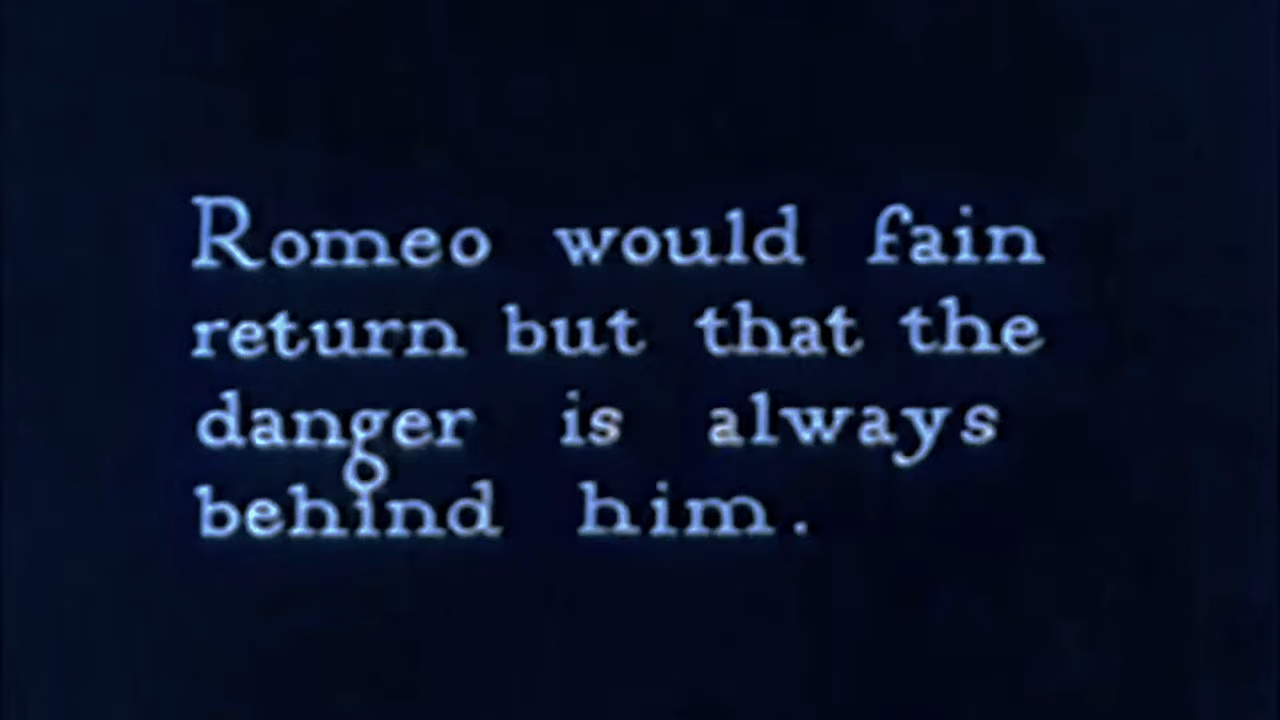 Romeo would fain
return but that the
danger is always
behind him.